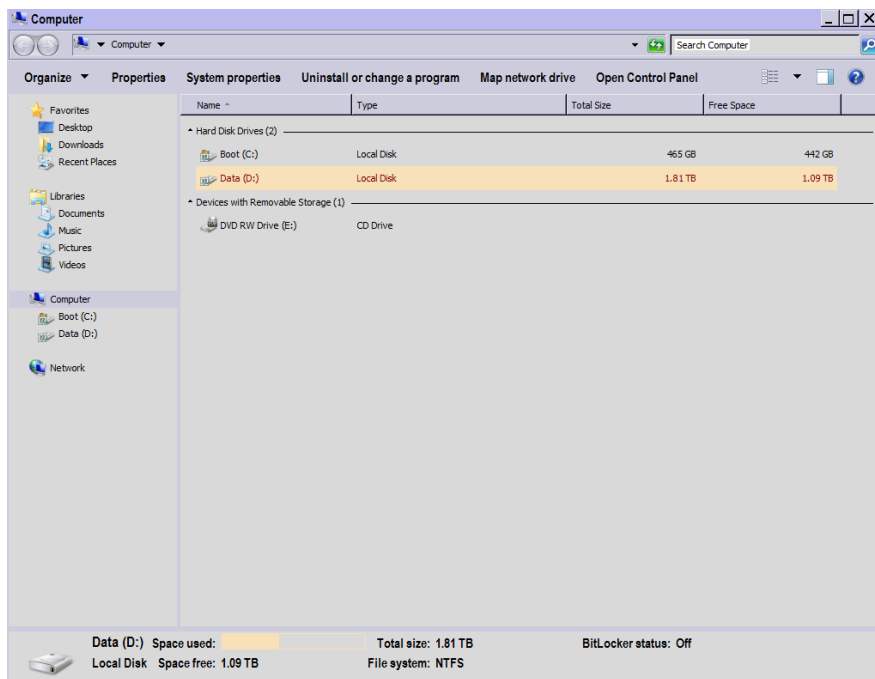 Computer
Computer
Search Computer
Organize Properties System properties Uninstall or change a program Map network drive Open Control Panel
Favorites
Desktop
Downloads
Recent Places
Libraries
Documents
Music
Pictures
Videos
Computer
Boot (C:)
Data (D:)
Network
Name Type Total Size Free Space
Hard Disk Drives (2)
Boot (C:) Local Disk 465 GB 442 GB
Data (D:) Local Disk 1.81 TB 1.09 TB
Devices with Removable Storage (1)
DVD RW Drive (E:) CD Drive
Data (D:) Space used: Total size: 1.81 TB BitLocker status: Off
Local Disk Space free: 1.09 TB File system: NTFS